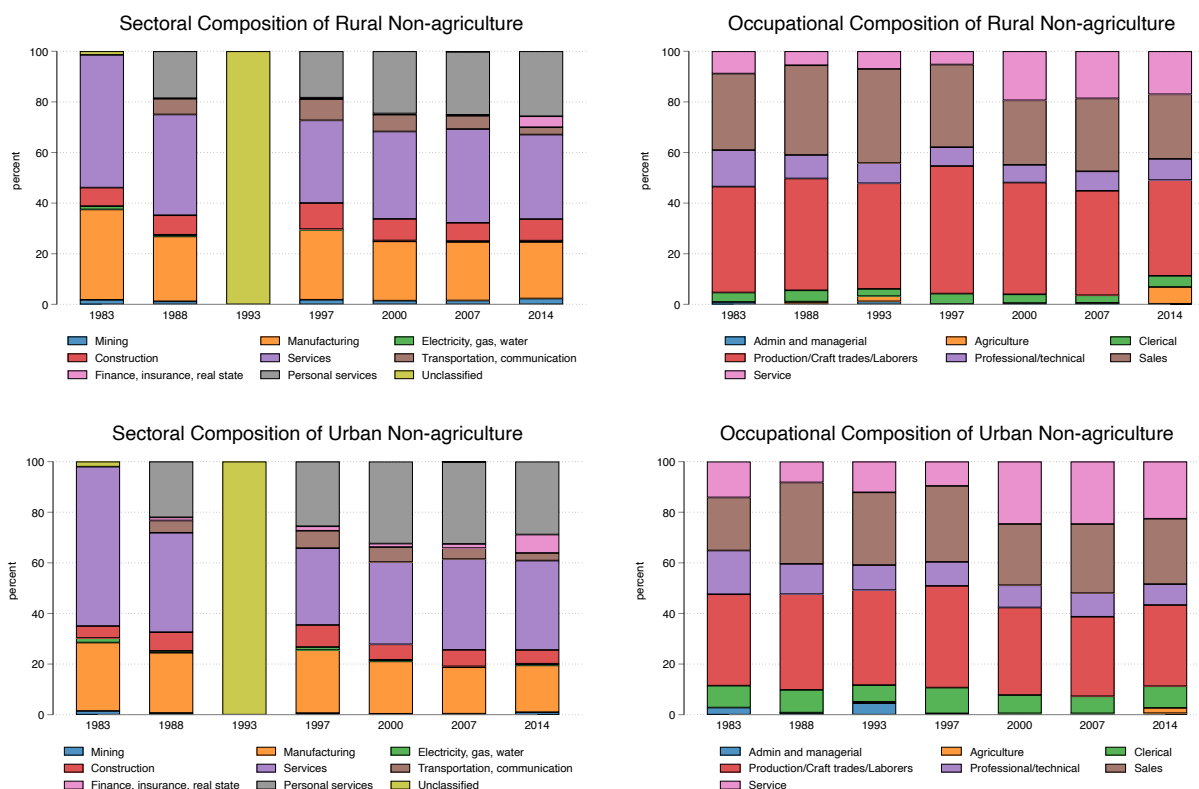 Sectoral Composition of Rural Non-agriculture
100
80
60
40
20
0
percent
1983 1988 1993 1997 2000 2007 2014
Mining Manufacturing Electricity, gas, water
Construction Services Transportation, communication
Finance, insurance, real state Personal services Unclassified
Occupational Composition of Rural Non-agriculture
100
80
60
40
20
0
percent
1983 1988 1993 1997 2000 2007 2014
Admin and managerial Agriculture Clerical
Production/Craft trades/Laborers Professional/technical Sales
Service
Sectoral Composition of Urban Non-agriculture
100
80
60
40
20
0
percent
1983 1988 1993 1997 2000 2007 2014
Mining Manufacturing Electricity, gas, water
Construction Services Transportation, communication
Finance, insurance, real state Personal services Unclassified
Occupational Composition of Urban Non-agriculture
100
80
60
40
20
0
percent
1983 1988 1993 1997 2000 2007 2014
Admin and managerial Agriculture Clerical
Production/Craft trades/Laborers Professional/technical Sales
Service